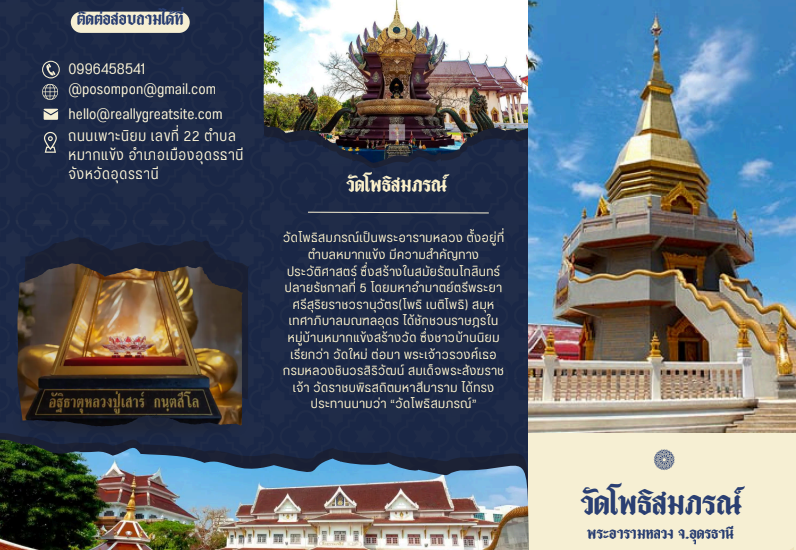 ติดต่อสอบถามได้ที่
0996458541
@posompon@gmail.com
hello@reallygreatsite.com
ถนนเพาะนิยม เลขที่ 22 ตำบล
หมากแข้ง อำเภอเมืองอุดรธานี
จังหวัดอุดรธานี
อัฐิธาตุหลวงปู่เสาร์ กนฺตสีโล
วัดโพธิสมภรณ์
วัดโพธิสมภรณ์เป็นพระอารามหลวง ตั้งอยู่ที่
ตำบลหมากแข้ง มีความสำคัญทาง
ประวัติศาสตร์ ซึ่งสร้างในสมัยรัตนโกสินทร์
ปลายรัชกาลที่ 5 โดยมหาอำมาตย์ตรีพระยา
ศรีสุริยราชวรานุวัตร(โพธิ เนติโพธิ) สมุห
เทศาภิบาลมณฑลอุดร ได้ชักชวนราษฎรใน
หมู่บ้านหมากแข้งสร้างวัด ซึ่งชาวบ้านนิยม
เรียกว่า วัดใหม่ ต่อมา พระเจ้าวรวงศ์เธอ
กรมหลวงชินวรสิริวัฒน์ สมเด็จพระสังฆราช
เจ้า วัดราชบพิธสถิตมหาสีมาราม ได้ทรง
ประทานนามว่า “วัดโพธิสมภรณ์”
วัดโพธิสมภรณ์
พระอารามหลวง จ.อุดรธานี